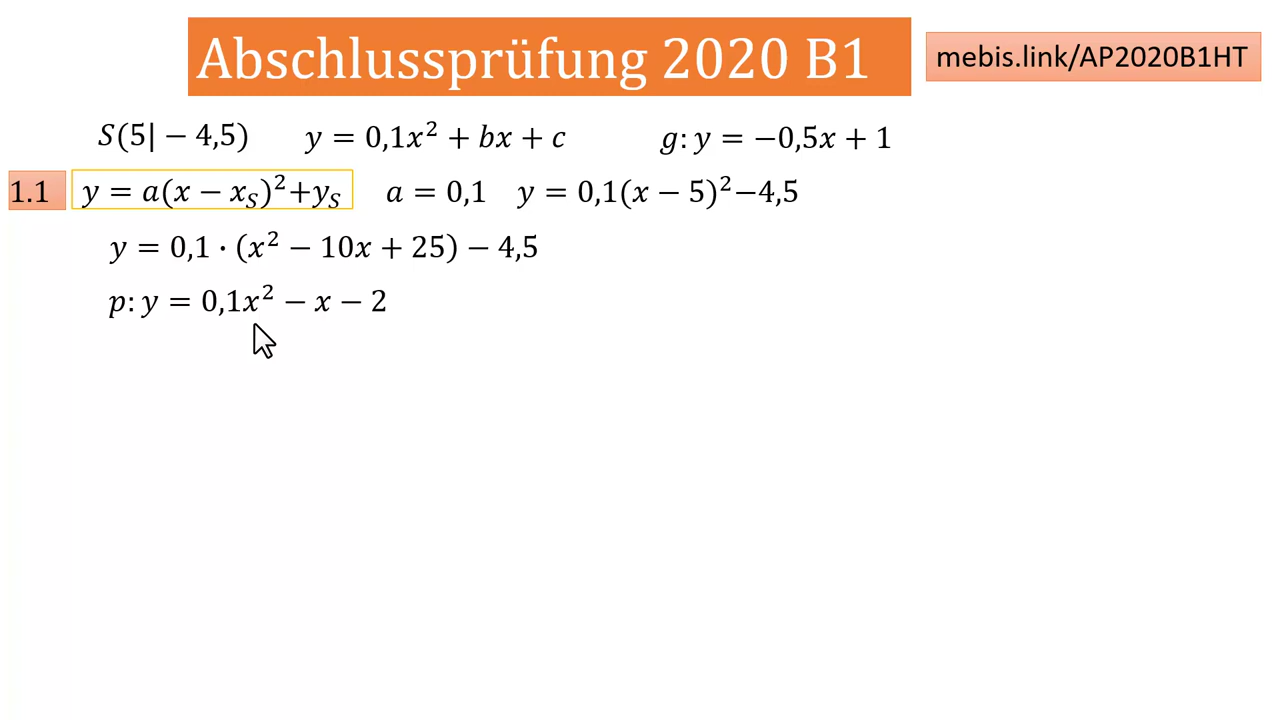 Abschlussprüfung 2020 B1
mebis.link/AP2020B1HT
S(5| − 4,5) y = 0,1x² + bx + c g: y = −0,5x + 1
1.1 y = a(x − x_S)²+y_S a = 0,1 y = 0,1(x − 5)²−4,5
y = 0,1 · (x² − 10x + 25) − 4,5
p: y = 0,1x² − x − 2